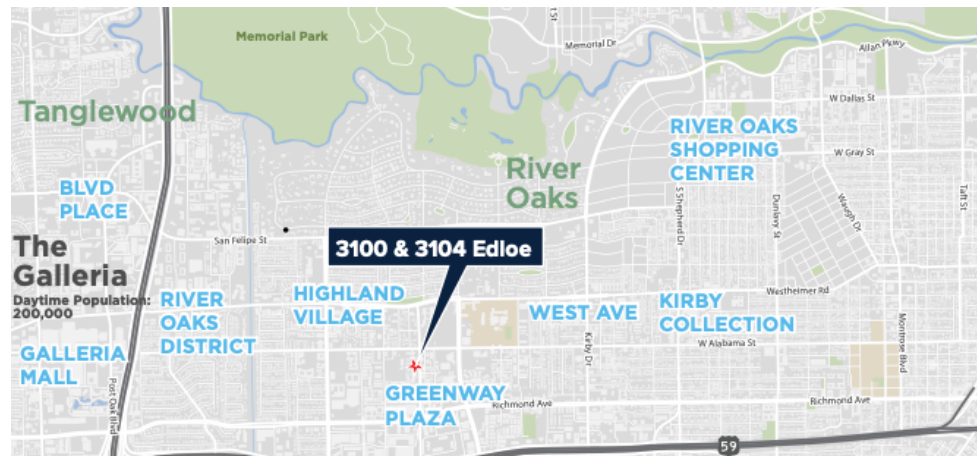 t St
Memorial Park
Memorial Dr
Allan Pkwy
Tanglewood
W Dallas St
RIVER OAKS
SHOPPING
CENTER
W Gray St
River
Oaks
BLVD
PLACE
S Shepherd Dr
Dunlavy St
Waugh Dr
Taft St
San Felipe St
The
Galleria
Daytime Population:
200,000
3100 & 3104 Edloe
RIVER
OAKS
DISTRICT
HIGHLAND
VILLAGE
WEST AVE
KIRBY
COLLECTION
Westheimer Rd
GALLERIA
MALL
Kirby Dr
W Alabama St
Montrose Blvd
Post Oak Blvd
GREENWAY
PLAZA
Richmond Ave
Richmond Ave
59